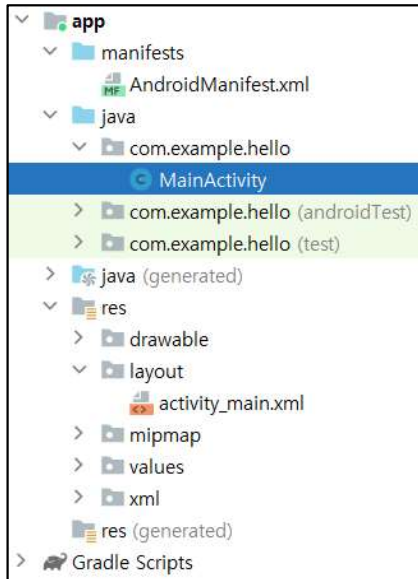 app
manifests
MF AndroidManifest.xml
java
com.example.hello
C MainActivity
com.example.hello (androidTest)
com.example.hello (test)
java (generated)
res
drawable
layout
<> activity_main.xml
mipmap
values
xml
res (generated)
Gradle Scripts